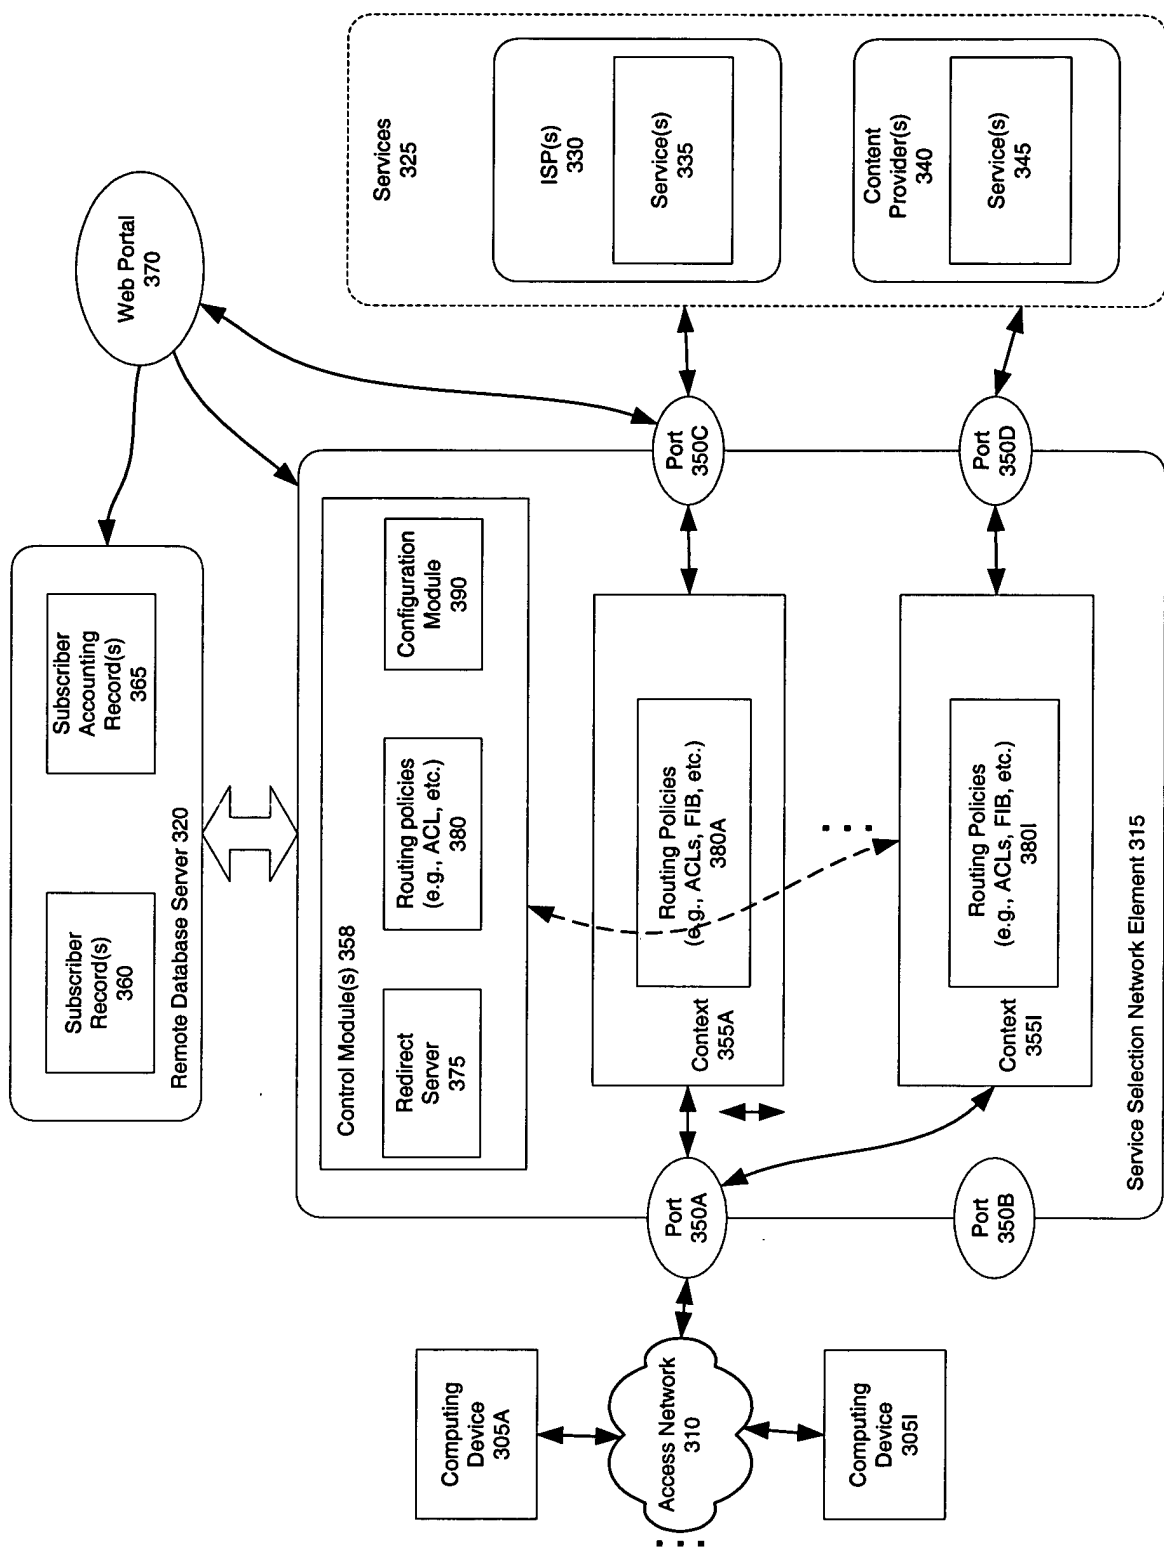 Computing
Device
305A
Access Network
310
Computing
Device
305I
Subscriber
Record(s)
360
Subscriber
Accounting
Record(s)
365
Remote Database Server 320
Web Portal
370
Control Module(s) 358
Redirect
Server
375
Routing policies
(e.g., ACL, etc.)
380
Configuration
Module
390
Port
350A
Port
350B
Context
355A
Routing Policies
(e.g., ACLs, FIB, etc.)
380A
Context
355I
Routing Policies
(e.g., ACLs, FIB, etc.)
380I
Port
350C
Port
350D
Service Selection Network Element 315
Services
325
ISP(s)
330
Service(s)
335
Content
Provider(s)
340
Service(s)
345